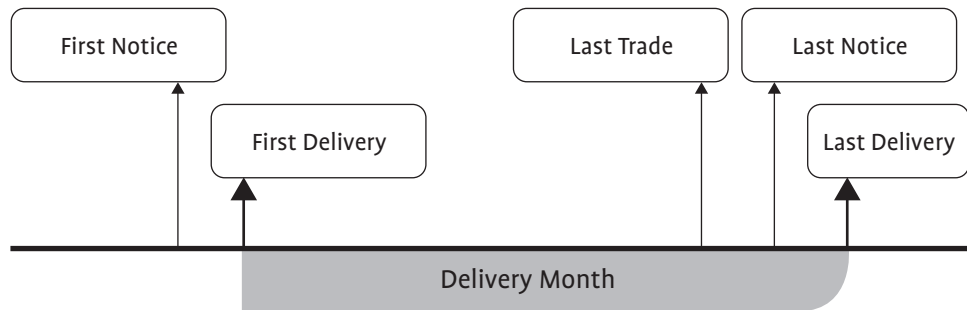 First Notice
Last Trade
Last Notice
First Delivery
Last Delivery
Delivery Month